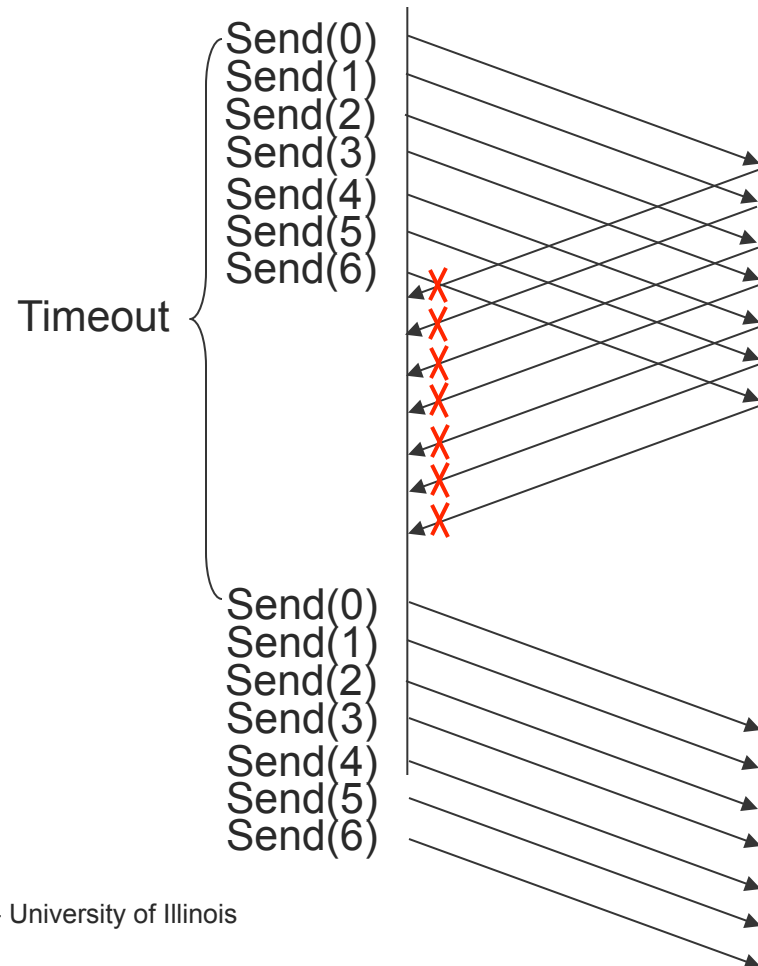 Send(0)
Send(1)
Send(2)
Send(3)
Send(4)
Send(5)
Send(6)
Timeout
Send(0)
Send(1)
Send(2)
Send(3)
Send(4)
Send(5)
Send(6)
- University of Illinois